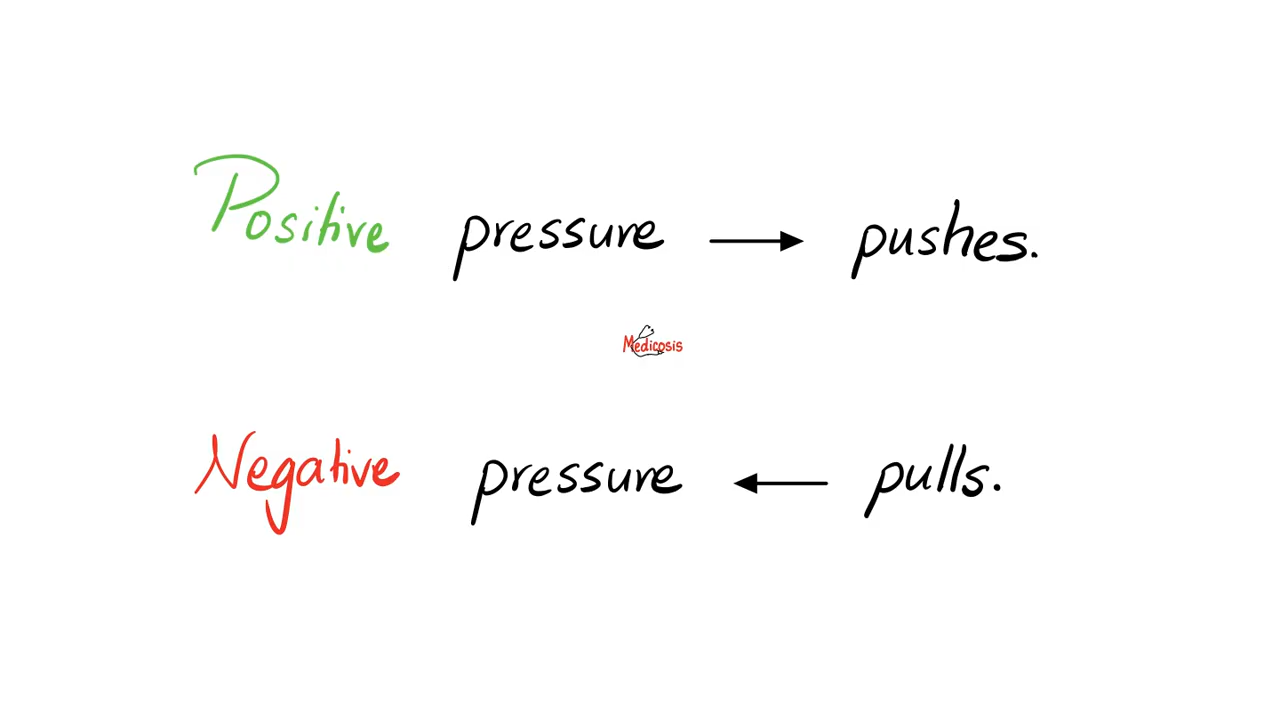 Positive pressure → pushes.
Medicosis
Negative pressure ← pulls.